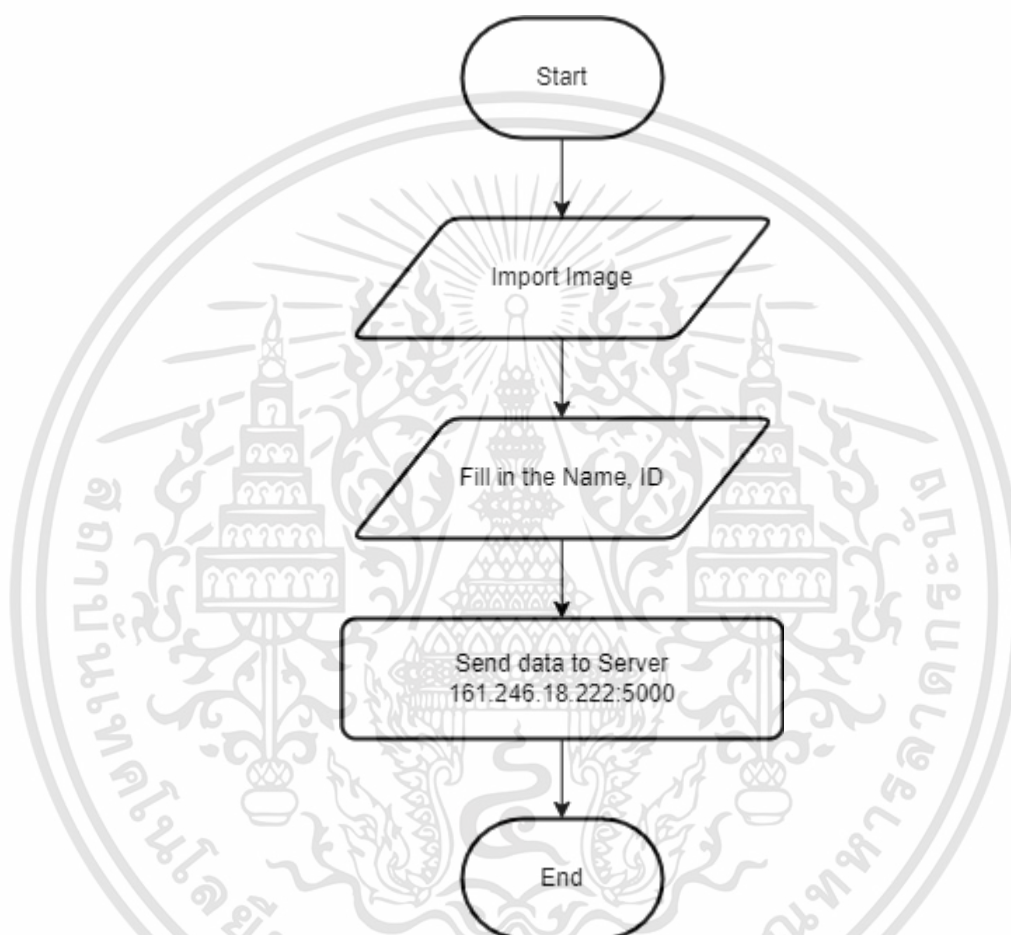 Start
Import Image
Fill in the Name, ID
Send data to Server
161.246.18.222:5000
End